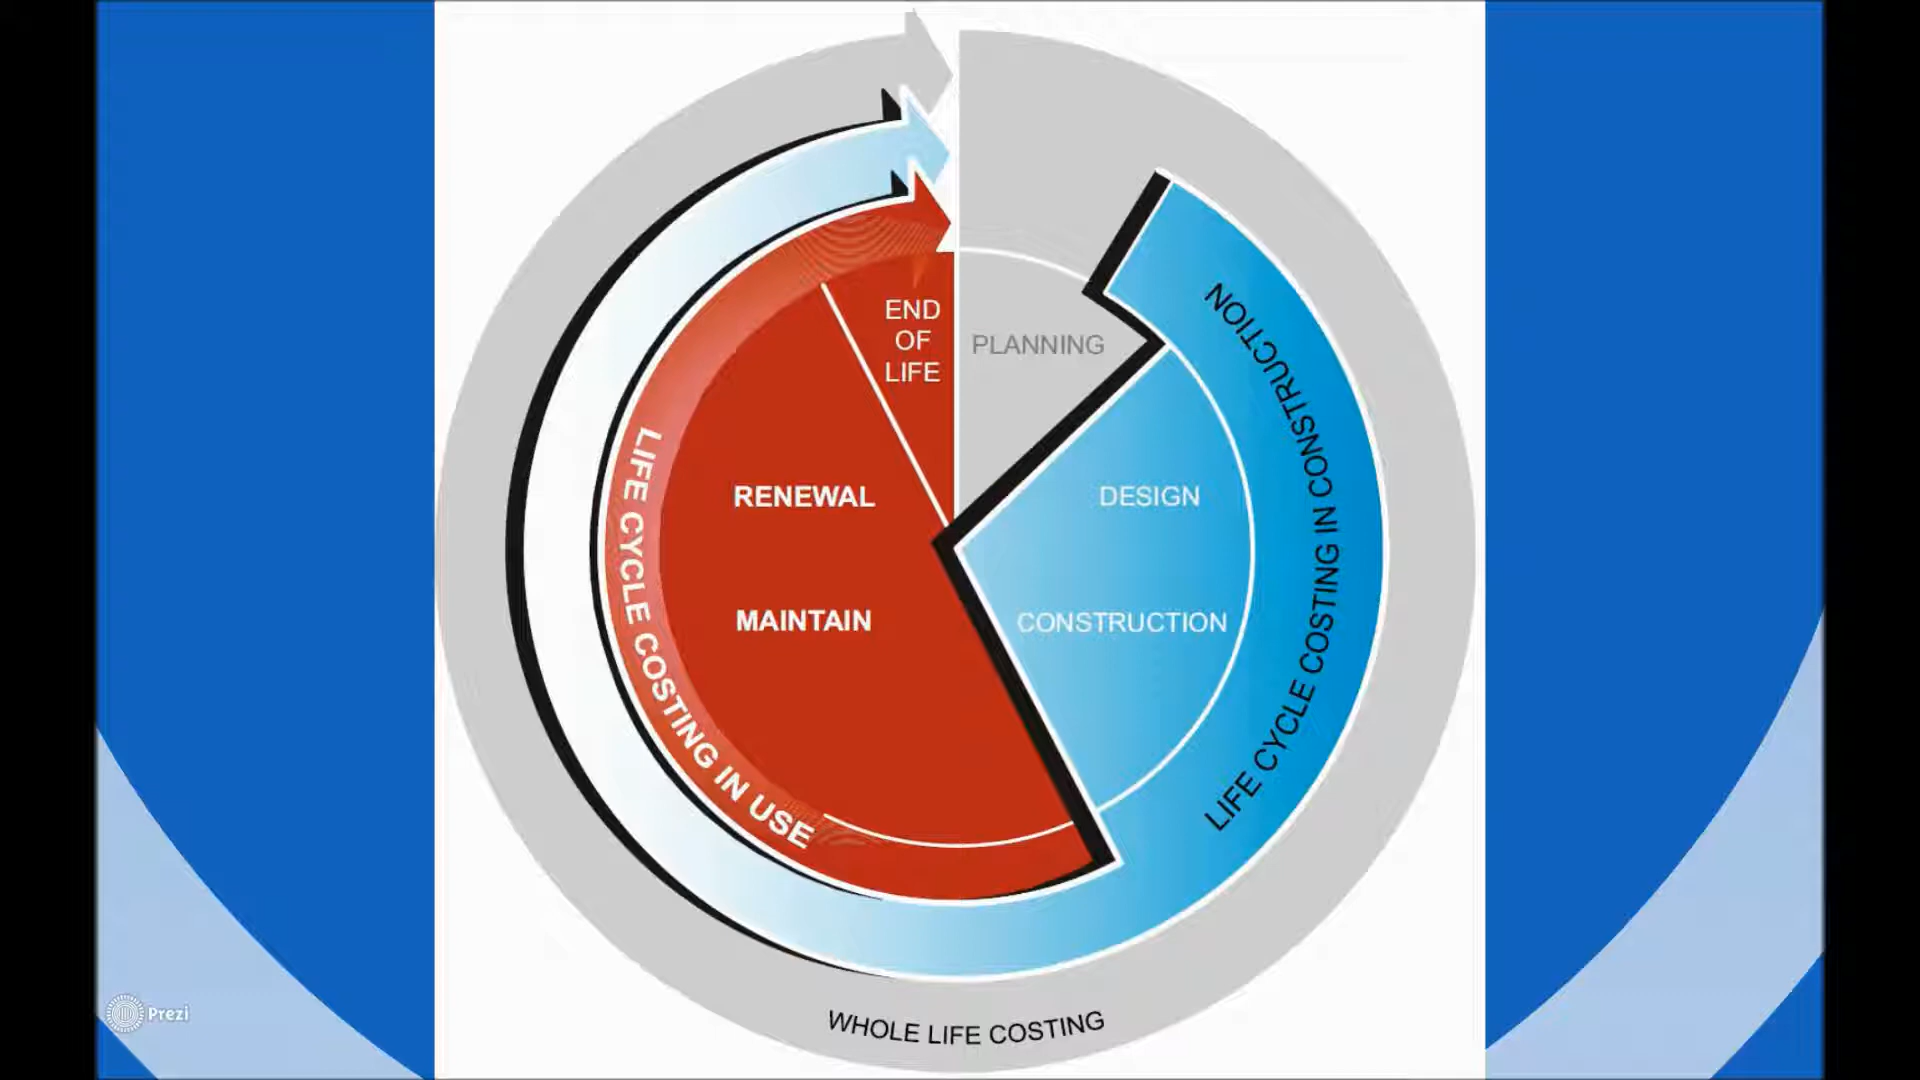 END
OF
LIFE
PLANNING
RENEWAL
DESIGN
MAINTAIN
CONSTRUCTION
LIFE CYCLE COSTING IN USE
LIFE CYCLE COSTING IN CONSTRUCTION
WHOLE LIFE COSTING
Prezi